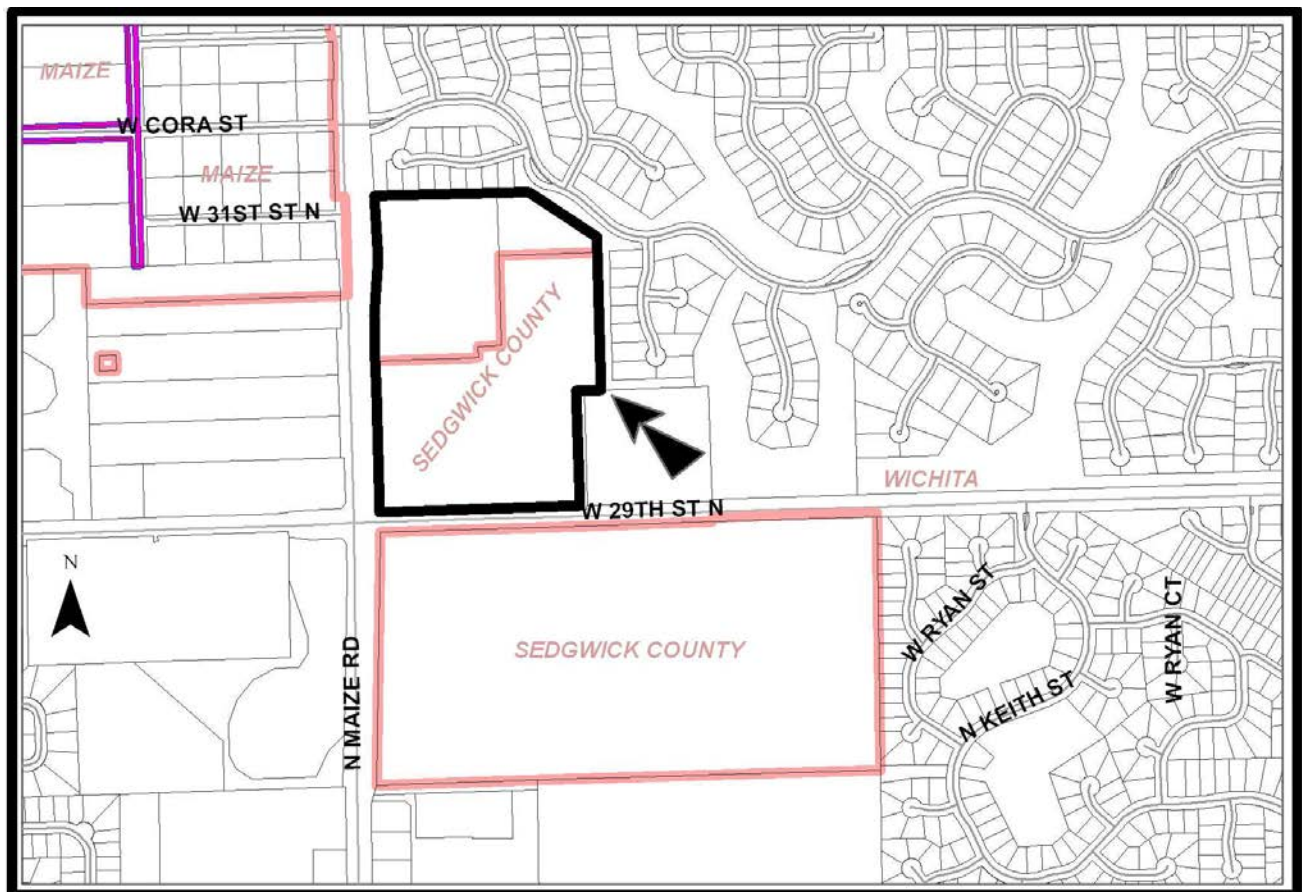 MAIZE
W CORA ST
MAIZE
W 31ST ST N
SEDGWICK COUNTY
WICHITA
W 29TH ST N
N
SEDGWICK COUNTY
N MAIZE RD
W RYAN ST
N KEITH ST
W RYAN CT